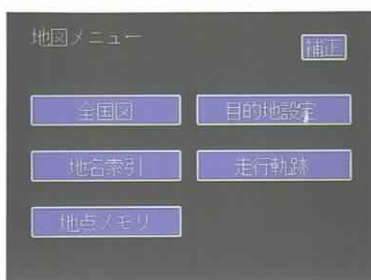 地図メニュー
補正
全国図 目的地設定
地名索引 走行軌跡
地点メモリ